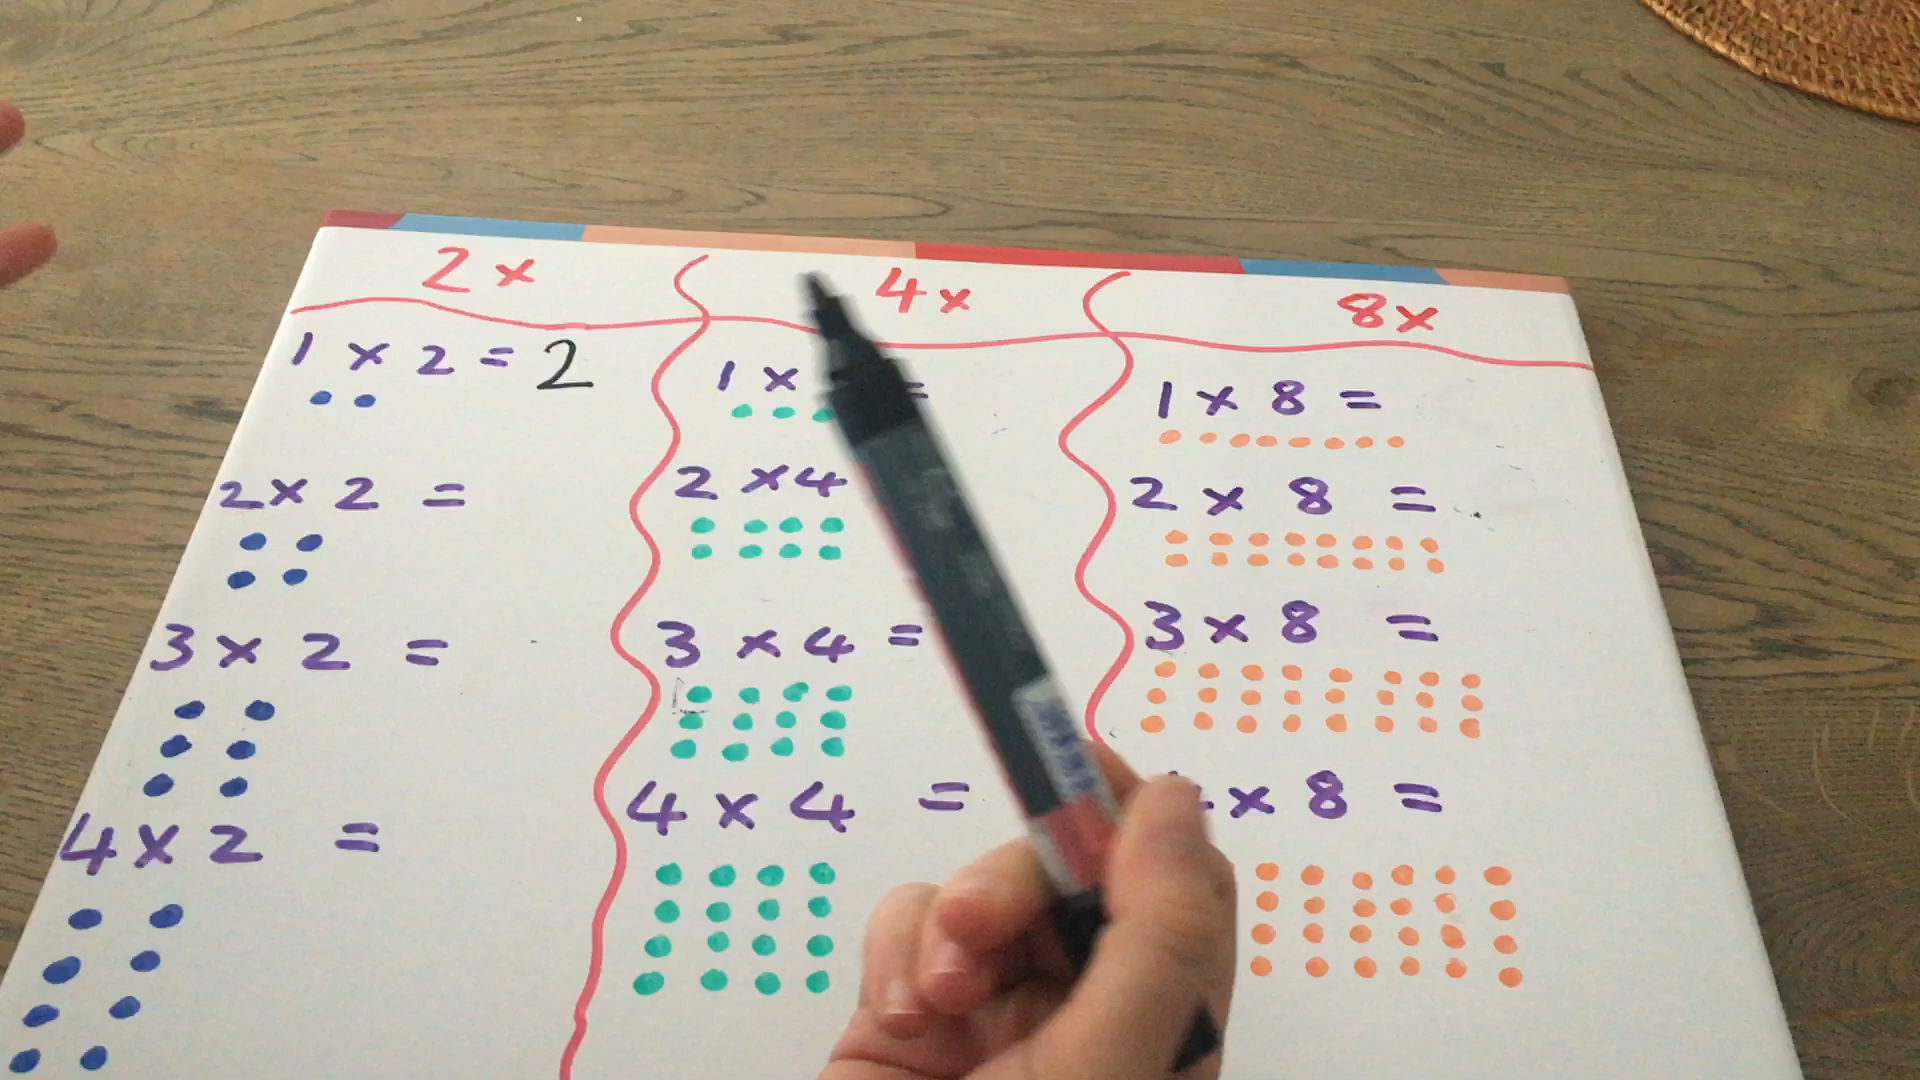 2x
1 x 2 = 2
2 x 2 =
3 x 2 =
4 x 2 =
4x
1 x =
2 x 4
3 x 4 =
4 x 4 =
8x
1 x 8 =
2 x 8 =
3 x 8 =
x 8 =